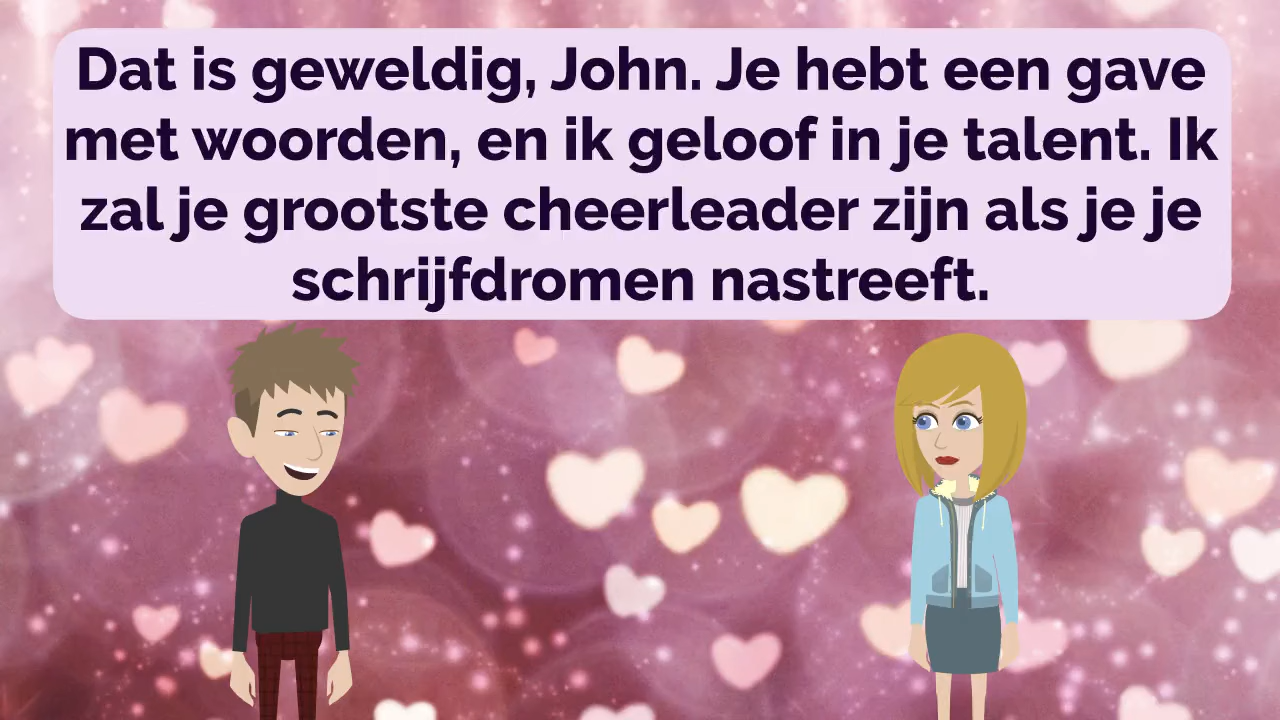 Dat is geweldig, John. Je hebt een gave
met woorden, en ik geloof in je talent. Ik
zal je grootste cheerleader zijn als je je
schrijfdromen nastreeft.